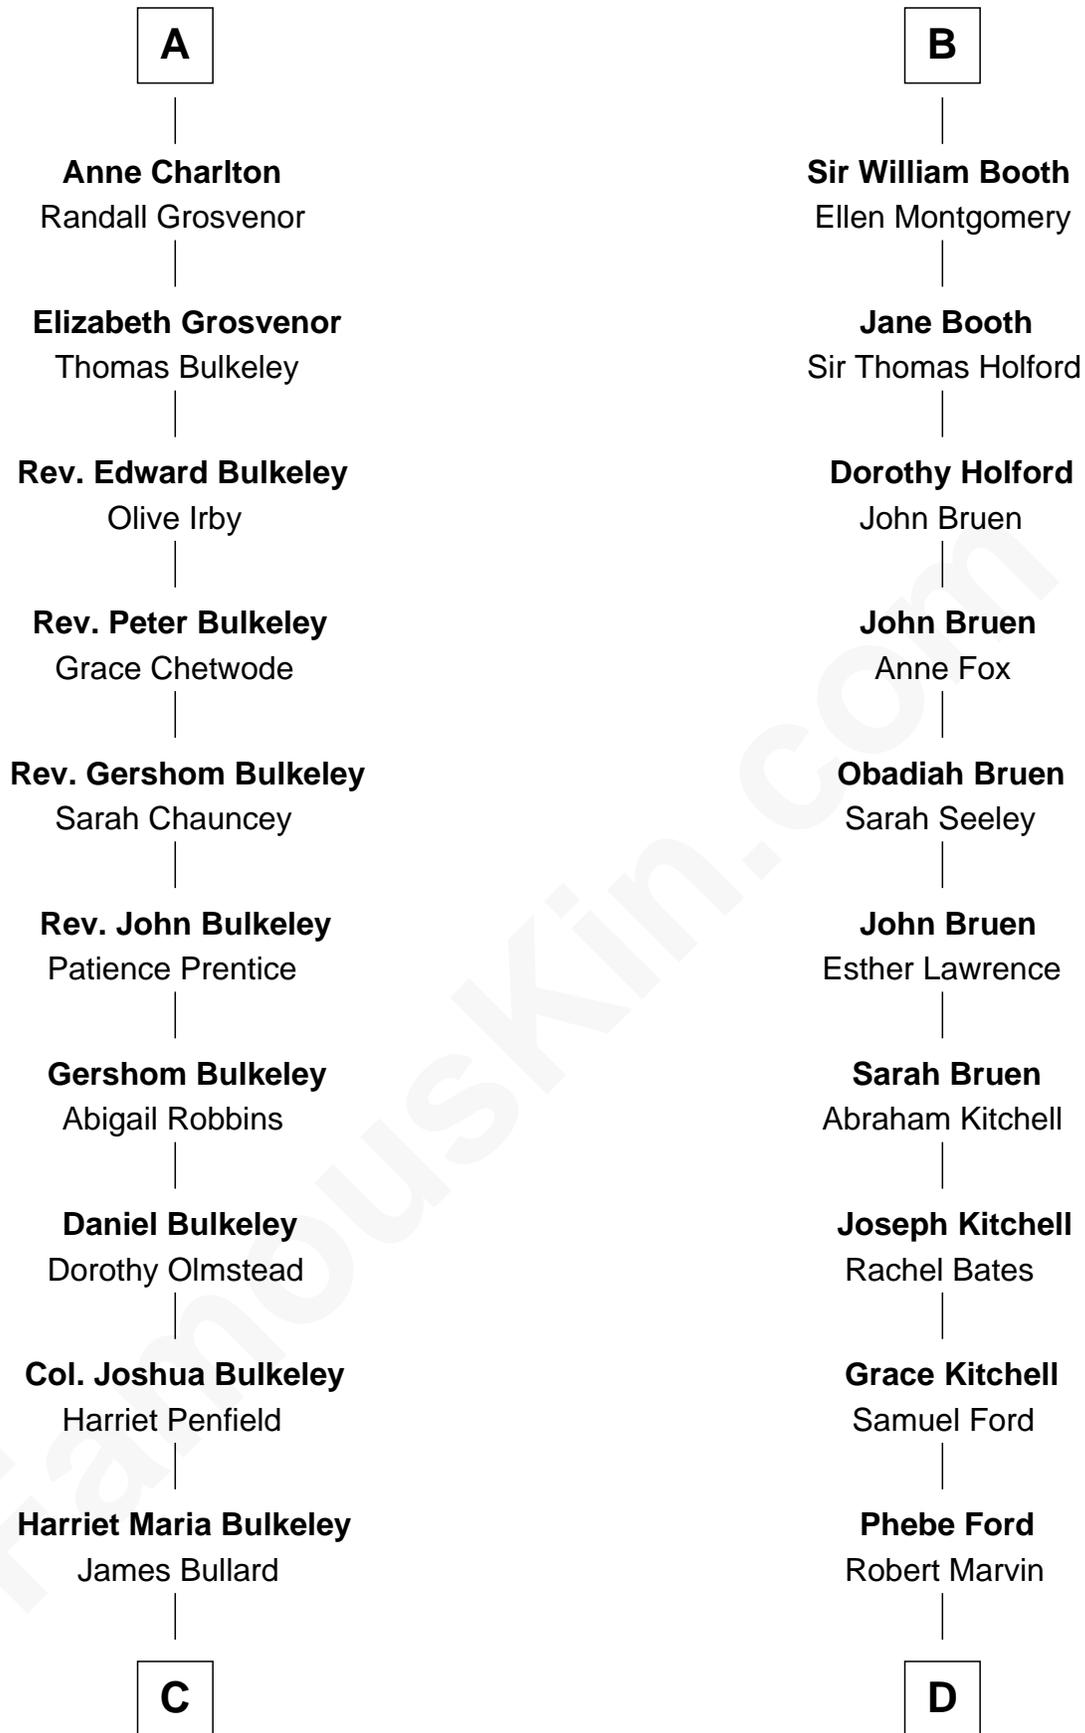 A
Anne Charlton
Randall Grosvenor
Elizabeth Grosvenor
Thomas Bulkeley
Rev. Edward Bulkeley
Olive Irby
Rev. Peter Bulkeley
Grace Chetwode
Rev. Gershom Bulkeley
Sarah Chauncey
Rev. John Bulkeley
Patience Prentice
Gershom Bulkeley
Abigail Robbins
Daniel Bulkeley
Dorothy Olmstead
Col. Joshua Bulkeley
Harriet Penfield
Harriet Maria Bulkeley
James Bullard
C
B
Sir William Booth
Ellen Montgomery
Jane Booth
Sir Thomas Holford
Dorothy Holford
John Bruen
John Bruen
Anne Fox
Obadiah Bruen
Sarah Seeley
John Bruen
Esther Lawrence
Sarah Bruen
Abraham Kitchell
Joseph Kitchell
Rachel Bates
Grace Kitchell
Samuel Ford
Phebe Ford
Robert Marvin
D
FamousKin.com